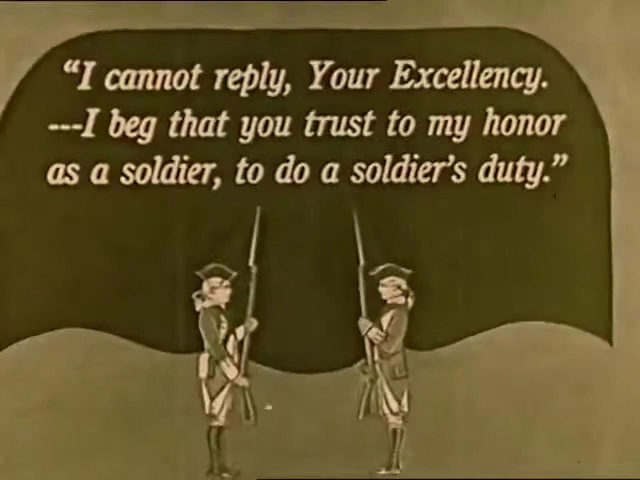 “I cannot reply, Your Excellency.
---I beg that you trust to my honor
as a soldier, to do a soldier's duty.”